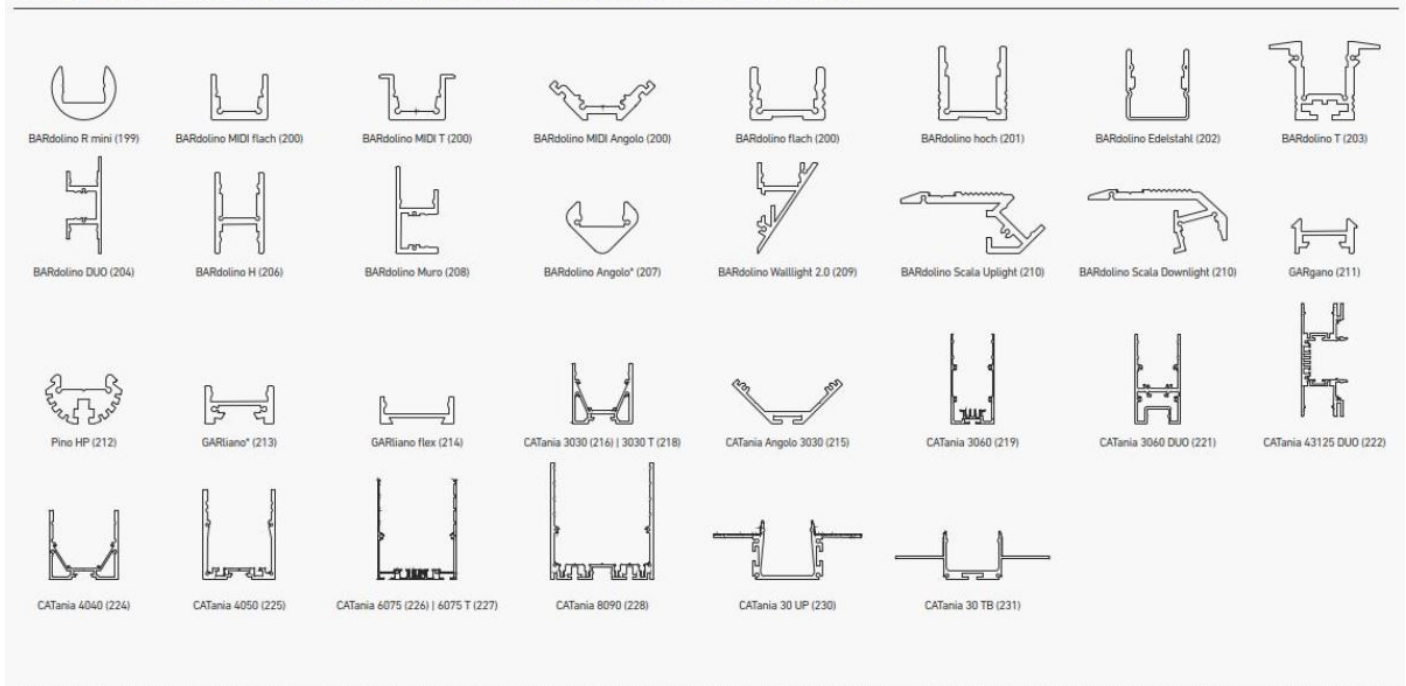 BARdolino R mini (199)
BARdolino MIDI flach (200)
BARdolino MIDI T (200)
BARdolino MIDI Angolo (200)
BARdolino flach (200)
BARdolino hoch (201)
BARdolino Edelstahl (202)
BARdolino T (203)
BARdolino DUO (204)
BARdolino H (206)
BARdolino Muro (208)
BARdolino Angolo* (207)
BARdolino Walllight 2.0 (209)
BARdolino Scala Uplight (210)
BARdolino Scala Downlight (210)
GARgano (211)
Pino HP (212)
GARliano* (213)
GARliano flex (214)
CATania 3030 (216) | 3030 T (218)
CATania Angolo 3030 (215)
CATania 3060 (219)
CATania 3060 DUO (221)
CATania 43125 DUO (222)
CATania 4040 (224)
CATania 4050 (225)
CATania 6075 (226) | 6075 T (227)
CATania 8090 (228)
CATania 30 UP (230)
CATania 30 TB (231)